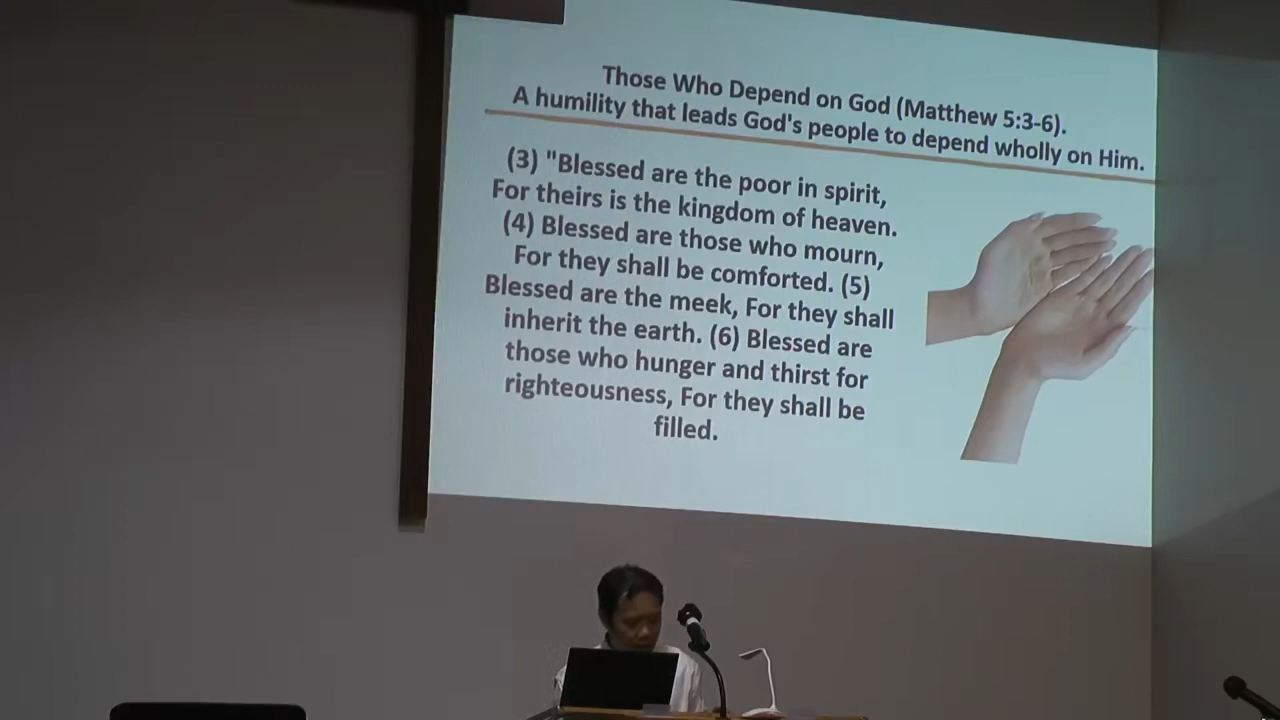 Those Who Depend on God (Matthew 5:3-6).
A humility that leads God's people to depend wholly on Him.
(3) "Blessed are the poor in spirit,
For theirs is the kingdom of heaven.
(4) Blessed are those who mourn,
For they shall be comforted. (5)
Blessed are the meek, For they shall
inherit the earth. (6) Blessed are
those who hunger and thirst for
righteousness, For they shall be
filled.